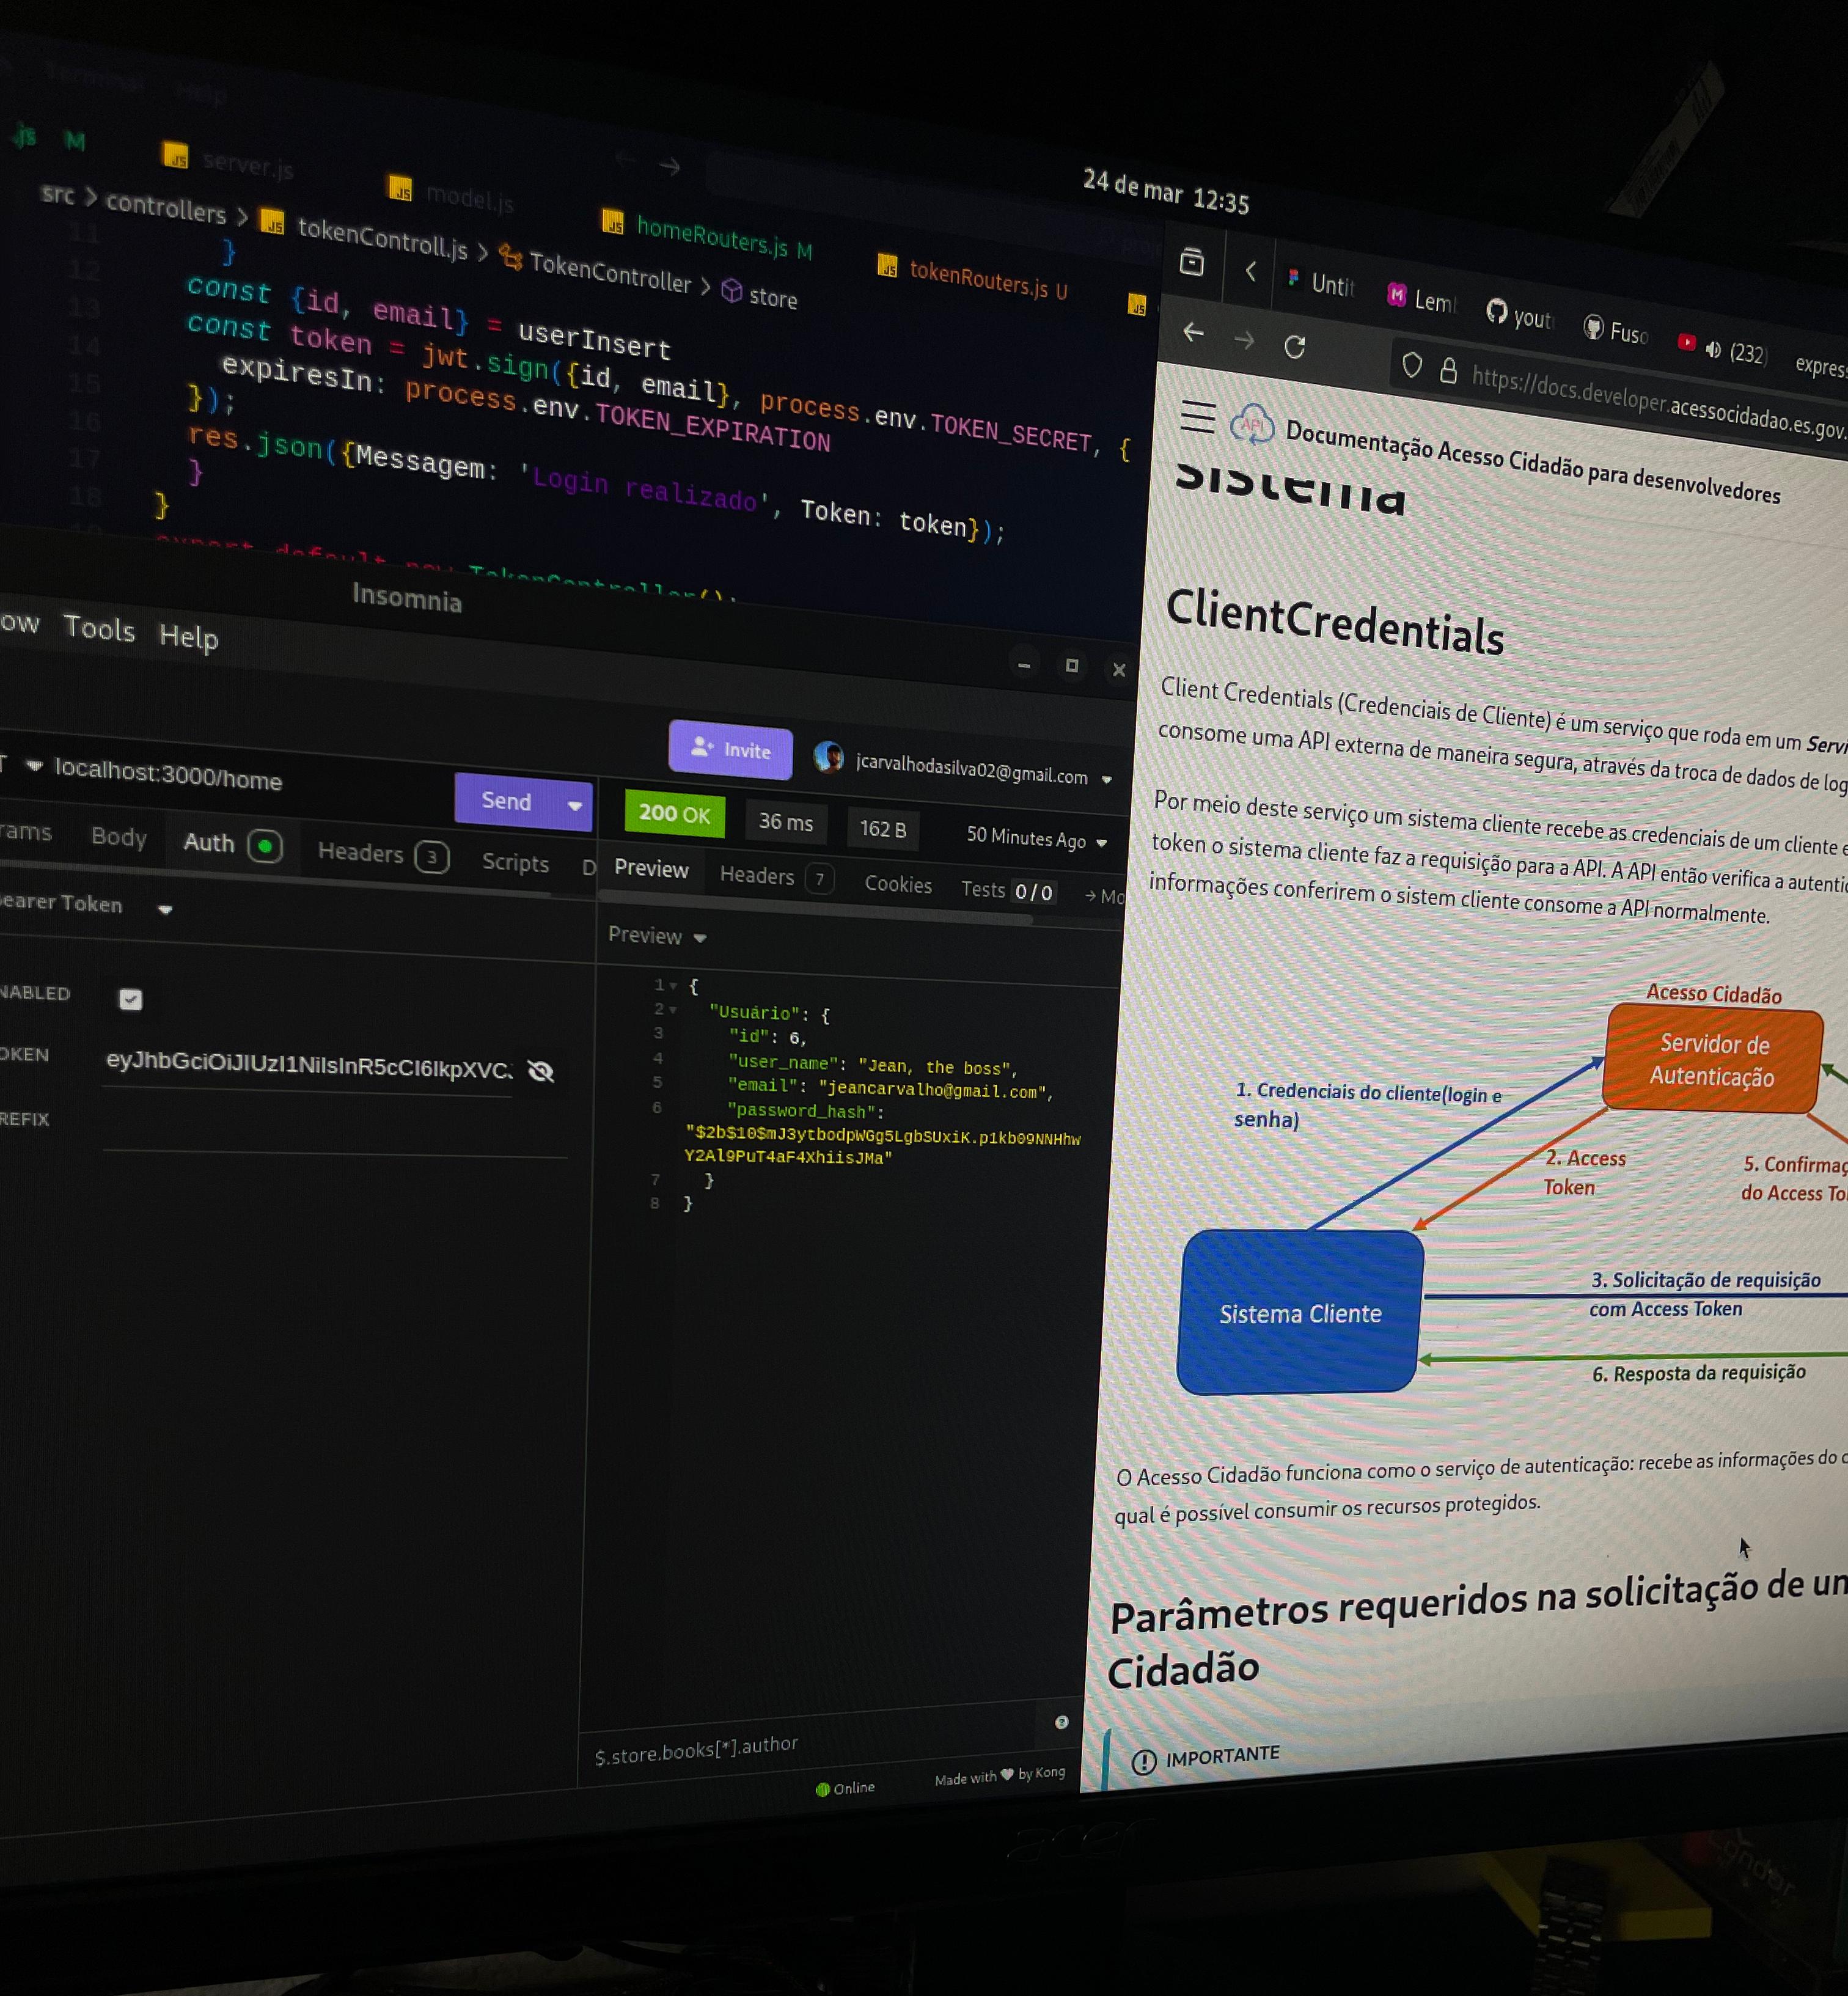 Terminal Help
24 de mar 12:35
.js M
server.js
model.js
homeRouters.js M
tokenRouters.js U
src > controllers > tokenControll.js > TokenController > store
11 }
12 const {id, email} = userInsert
13 const token = jwt.sign({id, email}, process.env.TOKEN_SECRET, {
14 expiresIn: process.env.TOKEN_EXPIRATION
15 });
16 res.json({Messagem: 'Login realizado', Token: token});
17 }
18 }
export default new TokenController();
Insomnia
ow Tools Help
Invite
jcarvalhodasilva02@gmail.com
localhost:3000/home
Send
200 OK
36 ms
162 B
50 Minutes Ago
rams Body Auth Headers 3 Scripts D
Preview Headers 7 Cookies Tests 0/0 → Mo
earer Token
Preview
NABLED
OKEN
eyJhbGciOiJIUzI1NiIsInR5cCI6IkpXVC.
REFIX
1 {
2 "Usuário": {
3 "id": 6,
4 "user_name": "Jean, the boss",
5 "email": "jeancarvalho@gmail.com",
6 "password_hash":
"$2b$10$mJ3ytbodpWGg5LgbSUxiK.p1kb09NNHhw
Y2Al9PuT4aF4XhiisJMa"
7 }
8 }
$.store.books[*].author
Online
Made with ♥ by Kong
Untit
Leml
yout
Fuso
(232)
express
https://docs.developer.acessocidadao.es.gov.
API
Documentação Acesso Cidadão para desenvolvedores
Sistema
ClientCredentials
Client Credentials (Credenciais de Cliente) é um serviço que roda em um Servi
consome uma API externa de maneira segura, através da troca de dados de log
Por meio deste serviço um sistema cliente recebe as credenciais de um cliente e
token o sistema cliente faz a requisição para a API. A API então verifica a autentic
informações conferirem o sistem cliente consome a API normalmente.
Acesso Cidadão
Servidor de
Autenticação
1. Credenciais do cliente(login e
senha)
2. Access
Token
5. Confirmaç
do Access To
Sistema Cliente
3. Solicitação de requisição
com Access Token
6. Resposta da requisição
O Acesso Cidadão funciona como o serviço de autenticação: recebe as informações do c
qual é possível consumir os recursos protegidos.
Parâmetros requeridos na solicitação de um
Cidadão
IMPORTANTE
acer